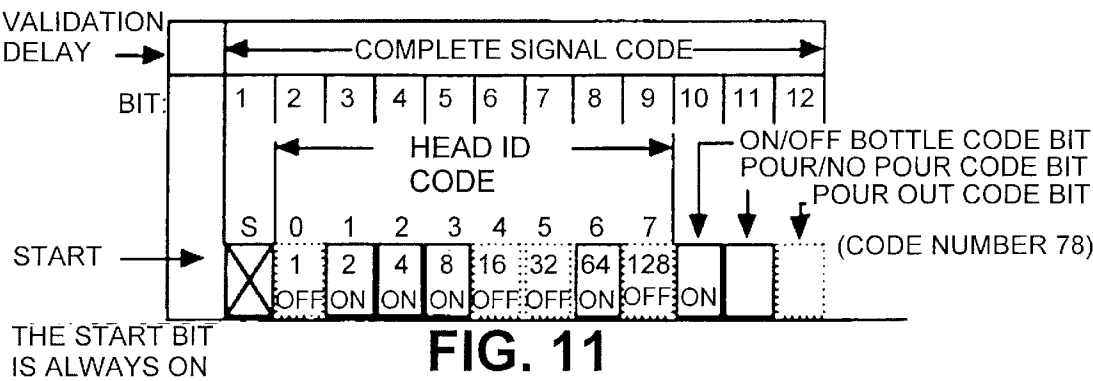 VALIDATION
DELAY
COMPLETE SIGNAL CODE
BIT: 1 2 3 4 5 6 7 8 9 10 11 12
HEAD ID
CODE
ON/OFF BOTTLE CODE BIT
POUR/NO POUR CODE BIT
POUR OUT CODE BIT
S 0 1 2 3 4 5 6 7
(CODE NUMBER 78)
START
1 2 4 8 16 32 64 128
OFF ON ON ON OFF OFF ON OFF ON
THE START BIT
IS ALWAYS ON
FIG. 11